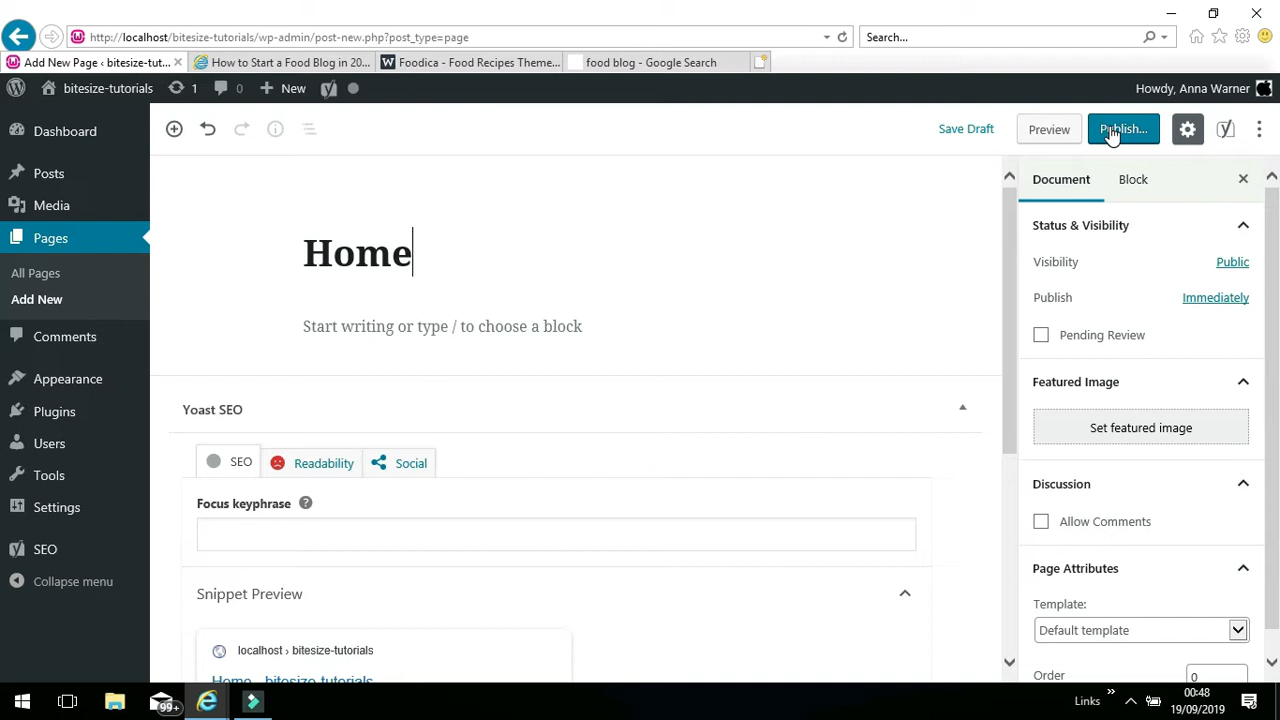 http://localhost/bitesize-tutorials/wp-admin/post-new.php?post_type=page
Search...
Add New Page ‹ bitesize-tut...
How to Start a Food Blog in 20...
Foodica - Food Recipes Theme...
food blog - Google Search
bitesize-tutorials
1
0
New
Howdy, Anna Warner
Dashboard
Posts
Media
Pages
All Pages
Add New
Comments
Appearance
Plugins
Users
Tools
Settings
SEO
Collapse menu
Save Draft
Preview
Publish...
Home
Start writing or type / to choose a block
Yoast SEO
SEO
Readability
Social
Focus keyphrase
Snippet Preview
localhost › bitesize-tutorials
Home - bitesize-tutorials
Document
Block
Status & Visibility
Visibility
Public
Publish
Immediately
Pending Review
Featured Image
Set featured image
Discussion
Allow Comments
Page Attributes
Template:
Default template
Order
0
99+
Links
00:48
19/09/2019